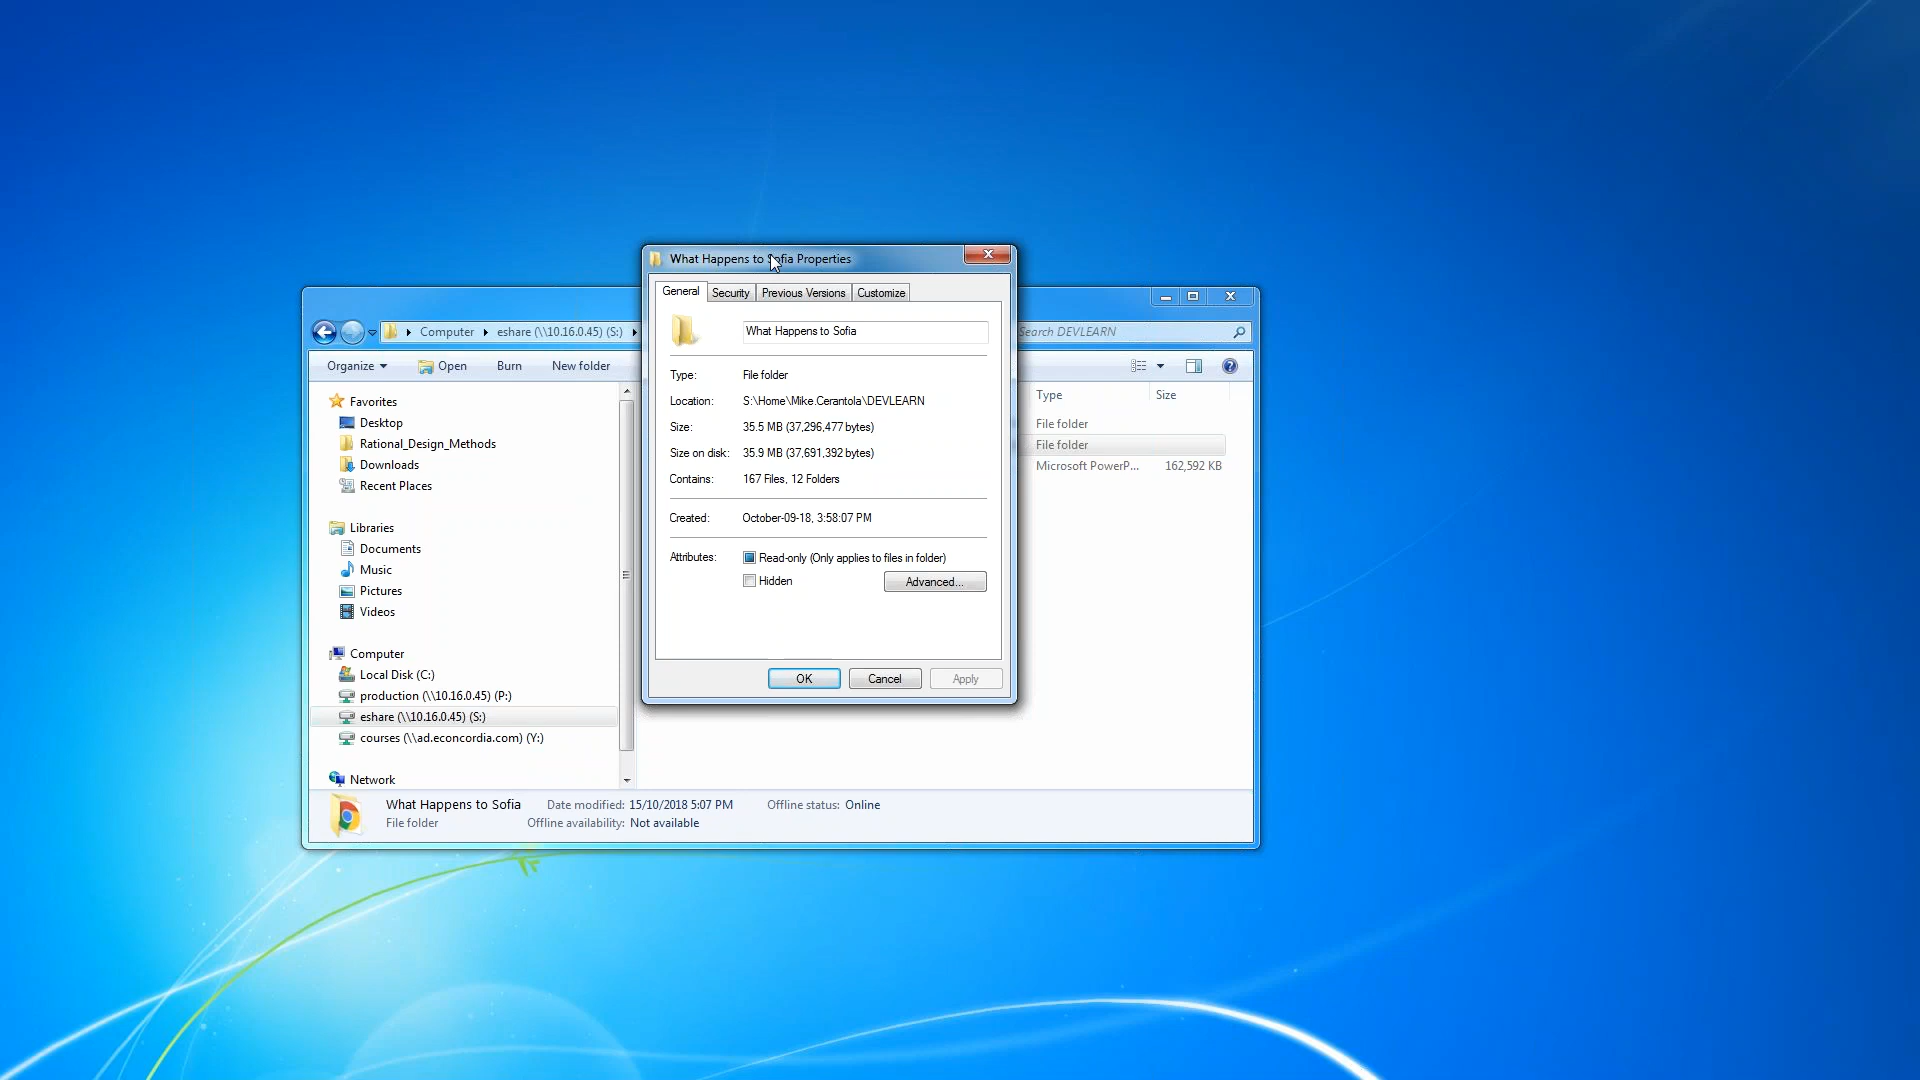 What Happens to Sofia Properties
General
Security
Previous Versions
Customize
What Happens to Sofia
Type: File folder
Location: S:\Home\Mike.Cerantola\DEVLEARN
Size: 35.5 MB (37,296,477 bytes)
Size on disk: 35.9 MB (37,691,392 bytes)
Contains: 167 Files, 12 Folders
Created: October-09-18, 3:58:07 PM
Attributes: Read-only (Only applies to files in folder)
Hidden
Advanced...
OK
Cancel
Apply
Computer
eshare (\\10.16.0.45) (S:)
Search DEVLEARN
Organize
Open
Burn
New folder
Favorites
Desktop
Rational_Design_Methods
Downloads
Recent Places
Libraries
Documents
Music
Pictures
Videos
Computer
Local Disk (C:)
production (\\10.16.0.45) (P:)
eshare (\\10.16.0.45) (S:)
courses (\\ad.econcordia.com) (Y:)
Network
Type Size
File folder
File folder
Microsoft PowerP... 162,592 KB
What Happens to Sofia Date modified: 15/10/2018 5:07 PM Offline status: Online
File folder Offline availability: Not available